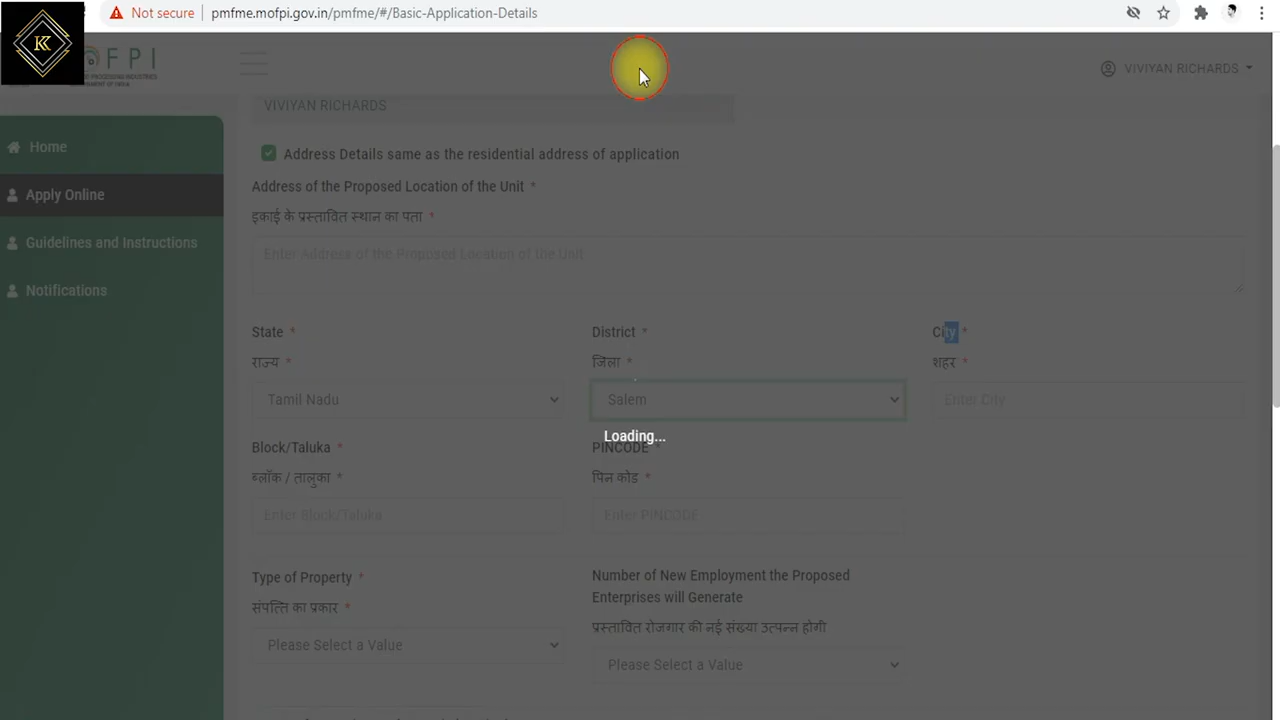 Not secure | pmfme.mofpi.gov.in/pmfme/#/Basic-Application-Details
K
FPI
VIVIYAN RICHARDS
VIVIYAN RICHARDS
Home
Apply Online
Guidelines and Instructions
Notifications
Address Details same as the residential address of application
Address of the Proposed Location of the Unit *
इकाई के प्रस्तावित स्थान का पता *
Enter Address of the Proposed Location of the Unit
State * District * City *
राज्य * जिला * शहर *
Tamil Nadu Salem Enter City
Loading...
Block/Taluka * PINCODE *
ब्लॉक / तालुका * पिन कोड *
Enter Block/Taluka Enter PINCODE
Type of Property * Number of New Employment the Proposed
Enterprises will Generate
संपत्ति का प्रकार * प्रस्तावित रोजगार की नई संख्या उत्पन्न होगी
Please Select a Value Please Select a Value